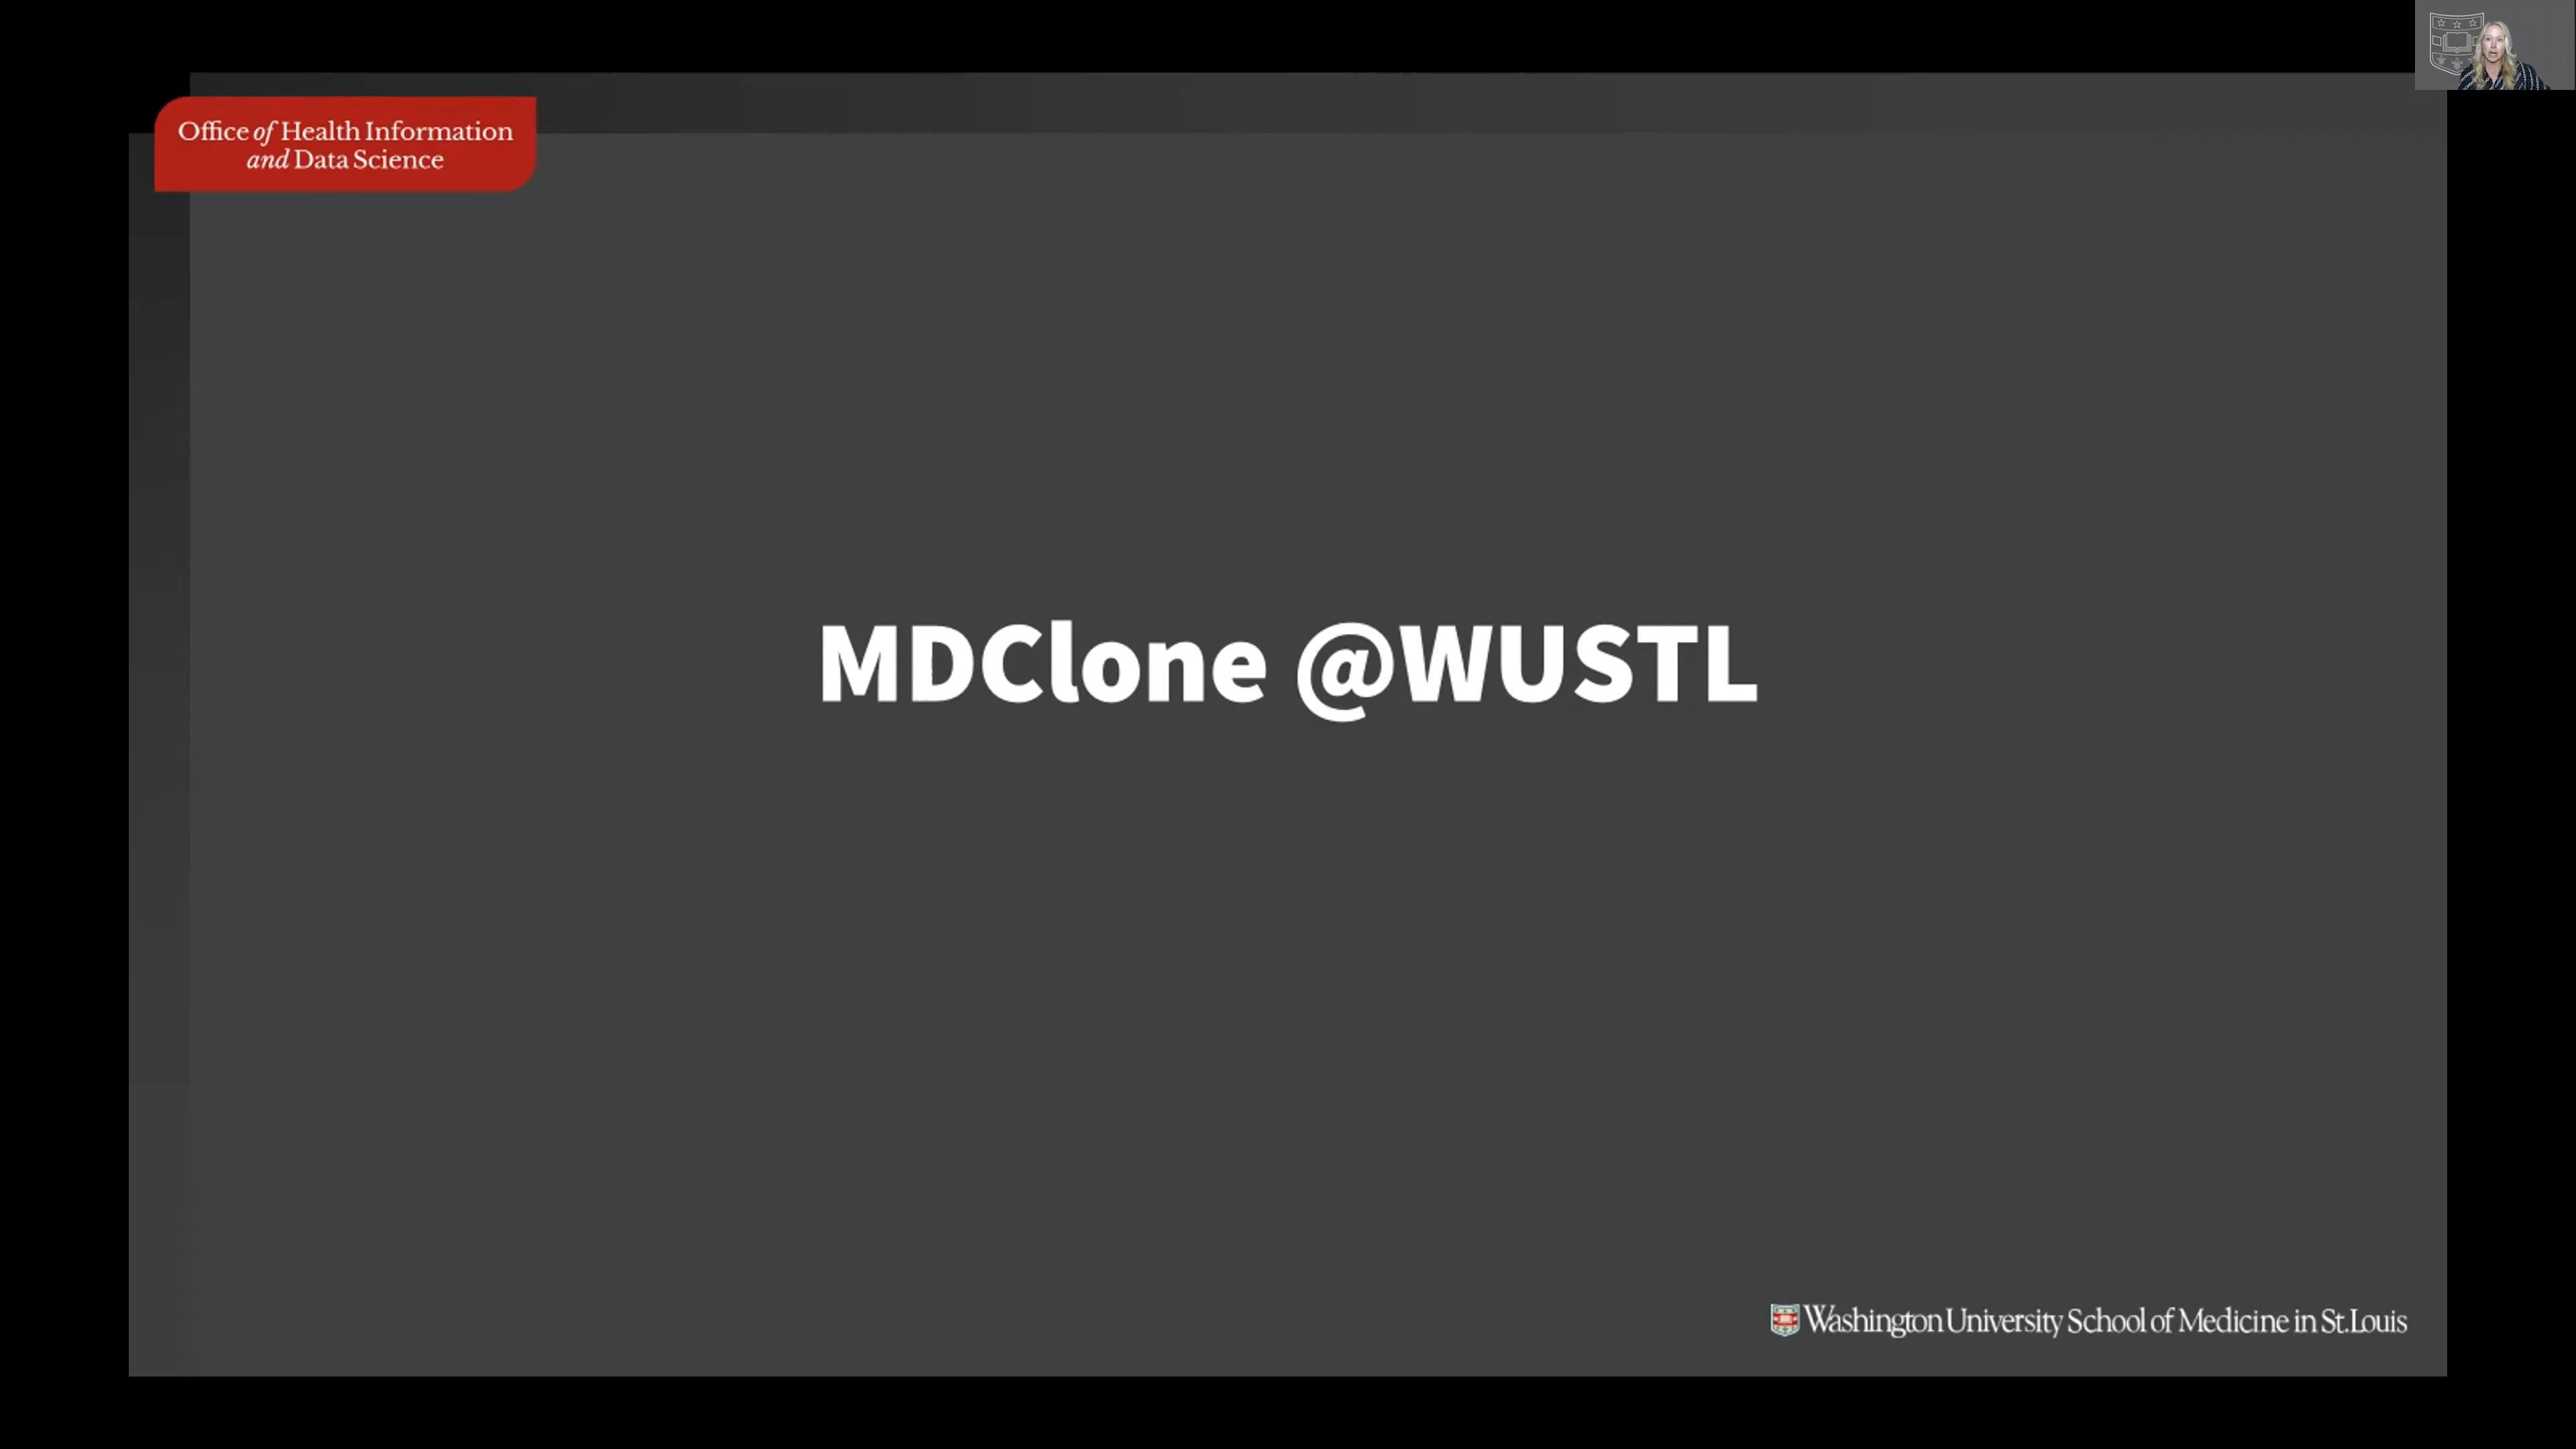 Office of Health Information
and Data Science
MDClone @WUSTL
Washington University School of Medicine in St. Louis